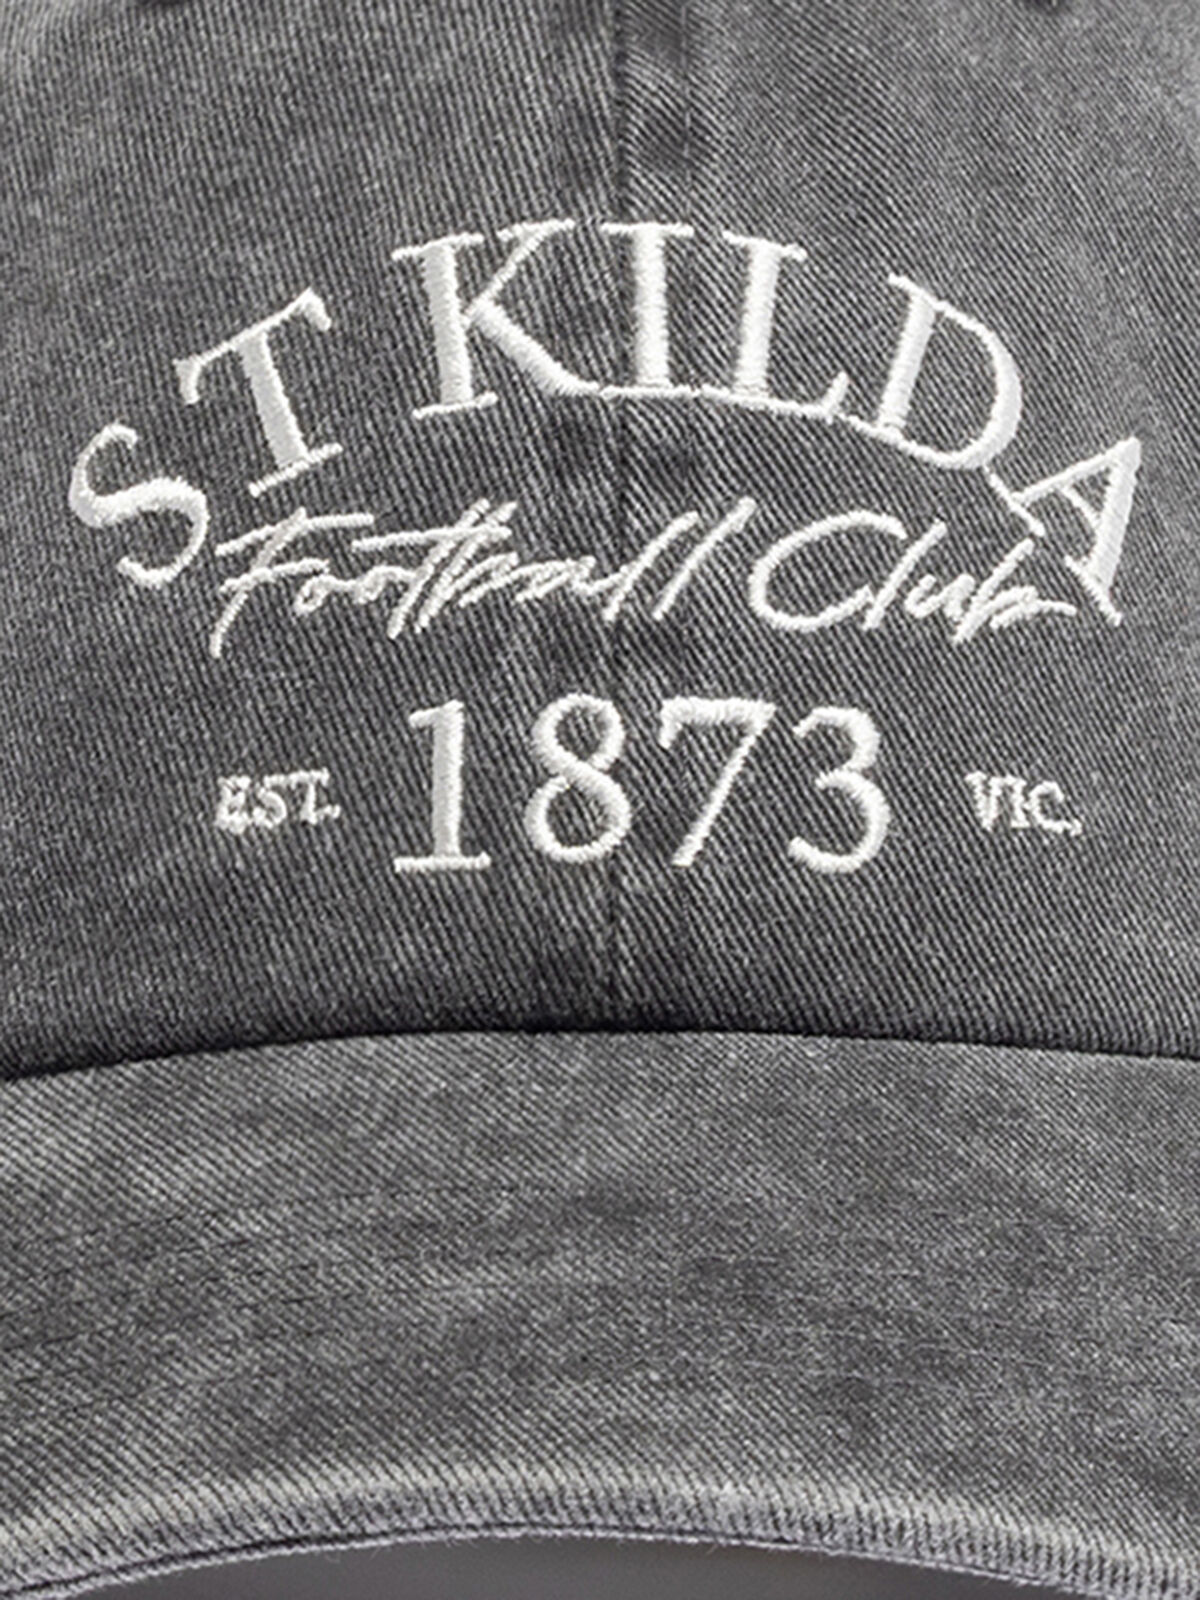 ST KILDA
Football Club
EST. 1873 VIC.